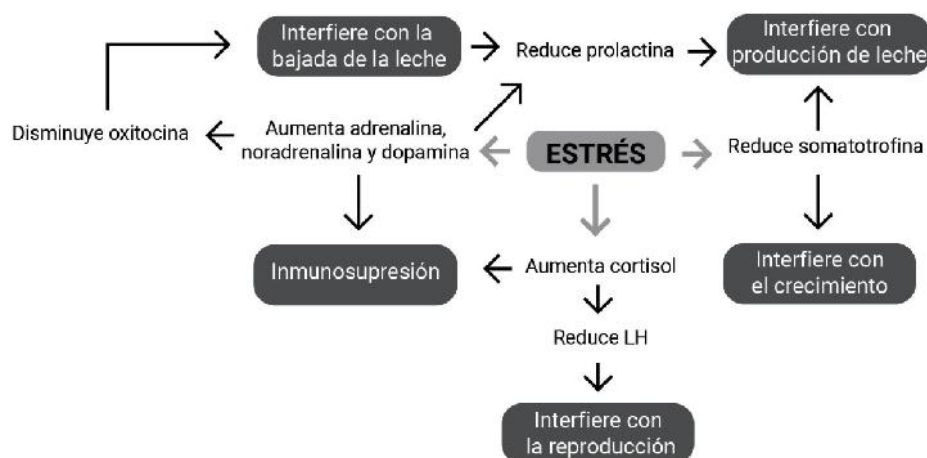 Interfiere con la
bajada de la leche
Reduce prolactina
Interfiere con
producción de leche
Disminuye oxitocina
Aumenta adrenalina,
noradrenalina y dopamina
ESTRÉS
Reduce somatotrofina
Inmunosupresión
Aumenta cortisol
Interfiere con
el crecimiento
Reduce LH
Interfiere con
la reproducción